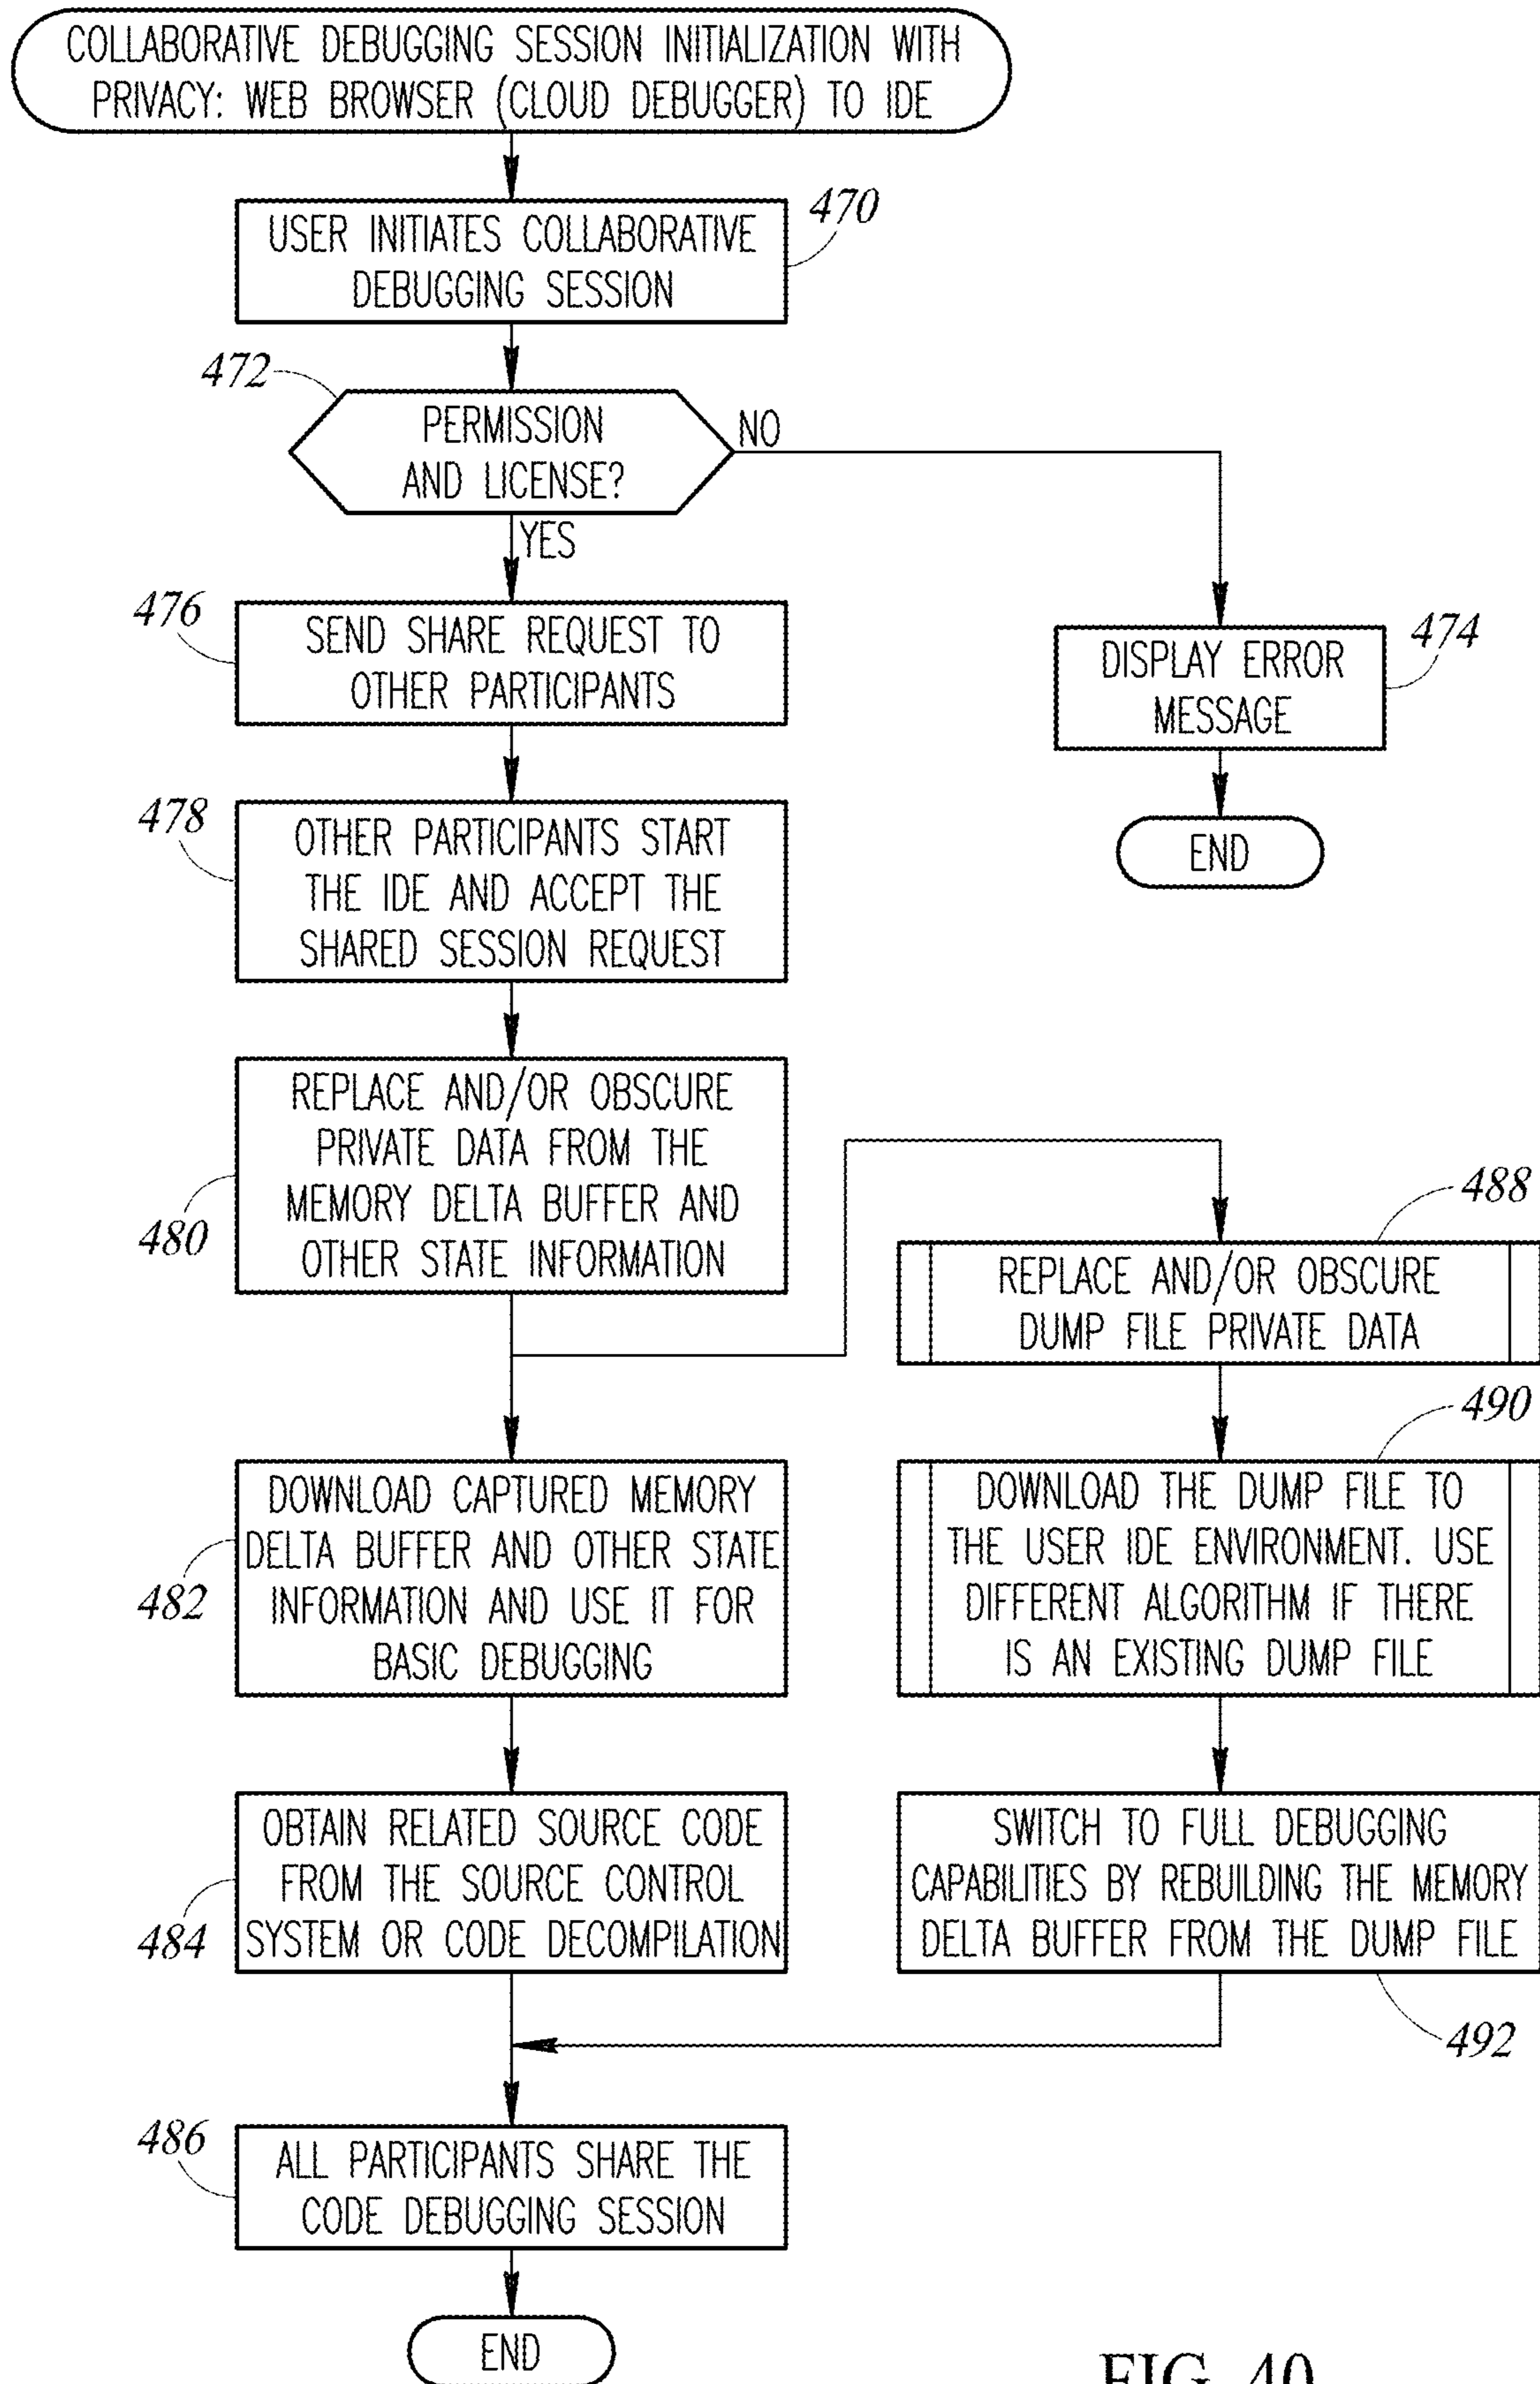 COLLABORATIVE DEBUGGING SESSION INITIALIZATION WITH
PRIVACY: WEB BROWSER (CLOUD DEBUGGER) TO IDE
470
USER INITIATES COLLABORATIVE
DEBUGGING SESSION
472
PERMISSION
AND LICENSE?
NO
YES
476
SEND SHARE REQUEST TO
OTHER PARTICIPANTS
474
DISPLAY ERROR
MESSAGE
END
478
OTHER PARTICIPANTS START
THE IDE AND ACCEPT THE
SHARED SESSION REQUEST
480
REPLACE AND/OR OBSCURE
PRIVATE DATA FROM THE
MEMORY DELTA BUFFER AND
OTHER STATE INFORMATION
488
REPLACE AND/OR OBSCURE
DUMP FILE PRIVATE DATA
482
DOWNLOAD CAPTURED MEMORY
DELTA BUFFER AND OTHER STATE
INFORMATION AND USE IT FOR
BASIC DEBUGGING
490
DOWNLOAD THE DUMP FILE TO
THE USER IDE ENVIRONMENT. USE
DIFFERENT ALGORITHM IF THERE
IS AN EXISTING DUMP FILE
484
OBTAIN RELATED SOURCE CODE
FROM THE SOURCE CONTROL
SYSTEM OR CODE DECOMPILATION
SWITCH TO FULL DEBUGGING
CAPABILITIES BY REBUILDING THE MEMORY
DELTA BUFFER FROM THE DUMP FILE
492
486
ALL PARTICIPANTS SHARE THE
CODE DEBUGGING SESSION
END
FIG. 40